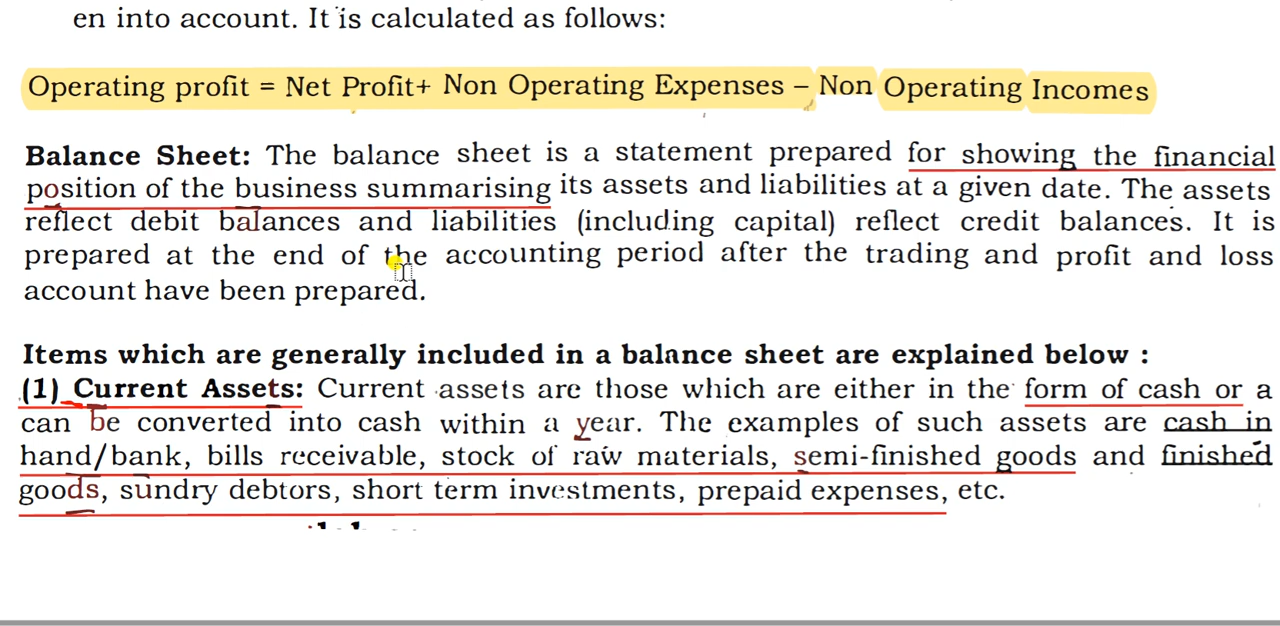 en into account. It is calculated as follows:
Operating profit = Net Profit+ Non Operating Expenses – Non Operating Incomes
Balance Sheet: The balance sheet is a statement prepared for showing the financial
position of the business summarising its assets and liabilities at a given date. The assets
reflect debit balances and liabilities (including capital) reflect credit balances. It is
prepared at the end of the accounting period after the trading and profit and loss
account have been prepared.
Items which are generally included in a balance sheet are explained below :
(1) Current Assets: Current assets are those which are either in the form of cash or a
can be converted into cash within a year. The examples of such assets are cash in
hand/bank, bills receivable, stock of raw materials, semi-finished goods and finished
goods, sundry debtors, short term investments, prepaid expenses, etc.